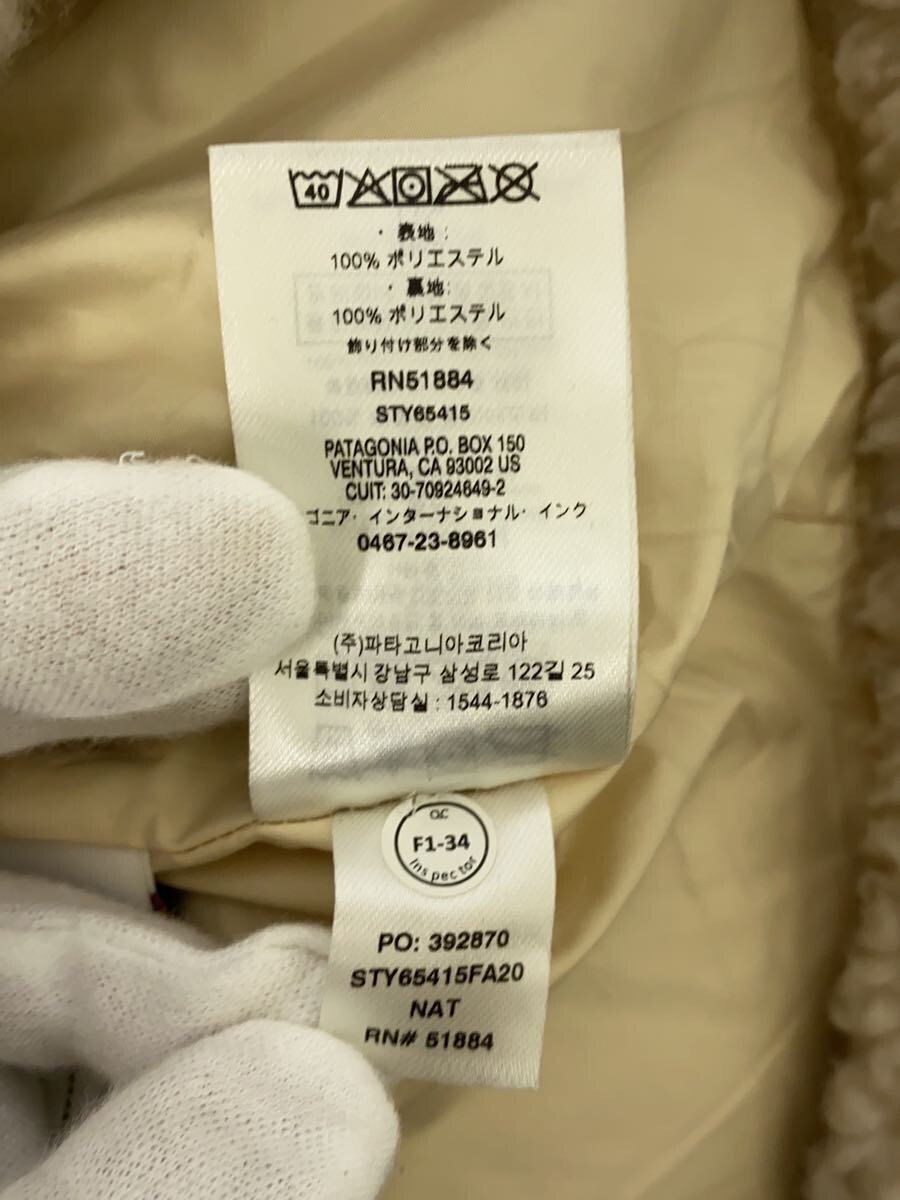 40
・ 表地 :
100% ポリエステル
・ 裏地:
100% ポリエステル
飾り付け部分を除く
RN51884
STY65415
PATAGONIA P.O. BOX 150
VENTURA, CA 93002 US
CUIT: 30-70924649-2
ゴニア・インターナショナル・インク
0467-23-8961
(주)파타고니아코리아
서울특별시 강남구 삼성로 122길 25
소비자상담실 : 1544-1876
QC
F1-34
Inspector
PO: 392870
STY65415FA20
NAT
RN# 51884